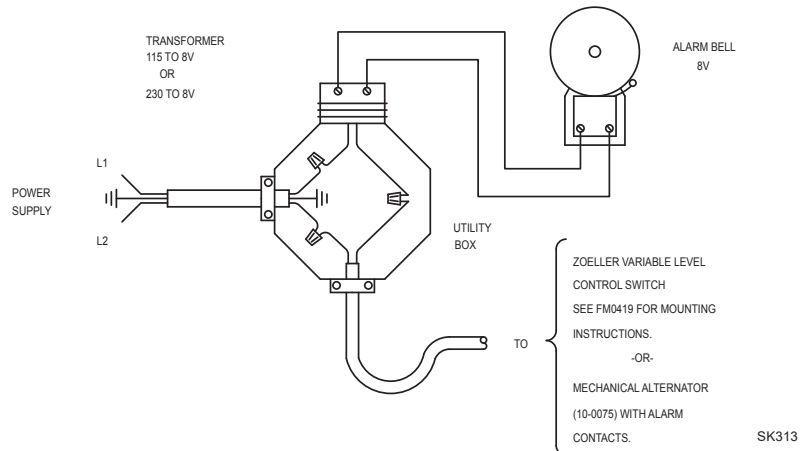 TRANSFORMER
115 TO 8V
OR
230 TO 8V
ALARM BELL
8V
L1
POWER
SUPPLY
L2
UTILITY
BOX
TO
ZOELLER VARIABLE LEVEL
CONTROL SWITCH
SEE FM0419 FOR MOUNTING
INSTRUCTIONS.
-OR-
MECHANICAL ALTERNATOR
(10-0075) WITH ALARM
CONTACTS.
SK313